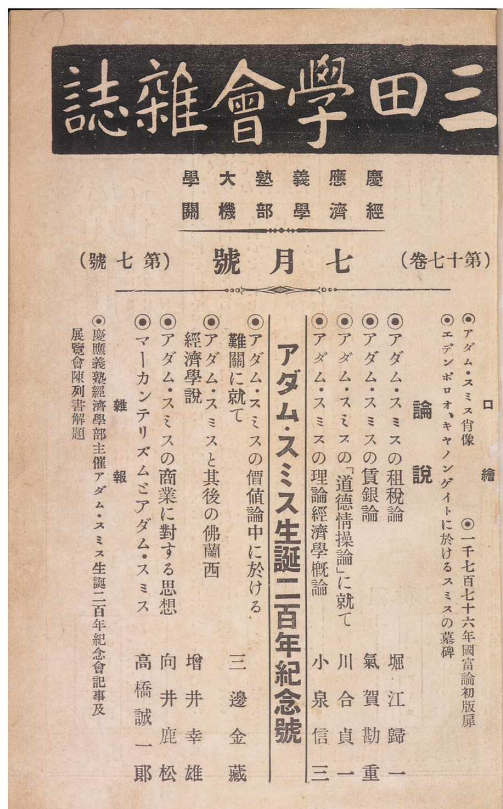 三田學會雜誌
慶應義塾大學
經濟學部機關
(第十七卷) 七月號 (第七號)
口繪
◉アダム・スミス肖像 ◉一千七百七十六年國富論初版扉
◉エデンボロオ、キヤノンゲイトに於けるスミスの墓碑
論說
◉アダム・スミスの租稅論 堀江歸一
◉アダム・スミスの賃銀論 氣賀勘重
◉アダム・スミスの「道德情操論」に就て 川合貞一
◉アダム・スミスの理論經濟學槪論 小泉信三
アダム・スミス生誕二百年紀念號
◉アダム・スミスの價値論中に於ける
難關に就て 三邊金藏
◉アダム・スミスと其後の佛蘭西
經濟學說 增井幸雄
◉アダム・スミスの商業に對する思想 向井鹿松
◉マーカンテリズムとアダム・スミス 高橋誠一郞
雜報
◉慶應義塾經濟學部主催アダム・スミス生誕二百年紀念會記事及
展覽會陳列書解題